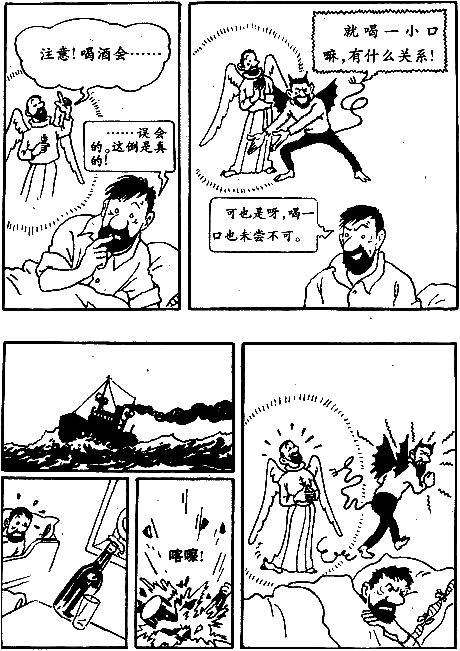 注意！喝酒会……
……误会
的。这倒是真
的！
就喝一小口
嘛，有什么关系！
可也是呀，喝一
口也未尝不可。
喀嚓！